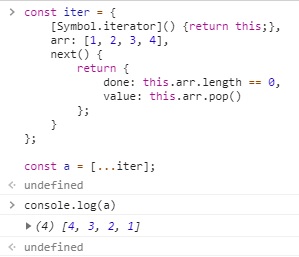 > const iter = {
[Symbol.iterator]() {return this;},
arr: [1, 2, 3, 4],
next() {
return {
done: this.arr.length == 0,
value: this.arr.pop()
};
}
};
const a = [...iter];
<· undefined
> console.log(a)
▶ (4) [4, 3, 2, 1]
<· undefined